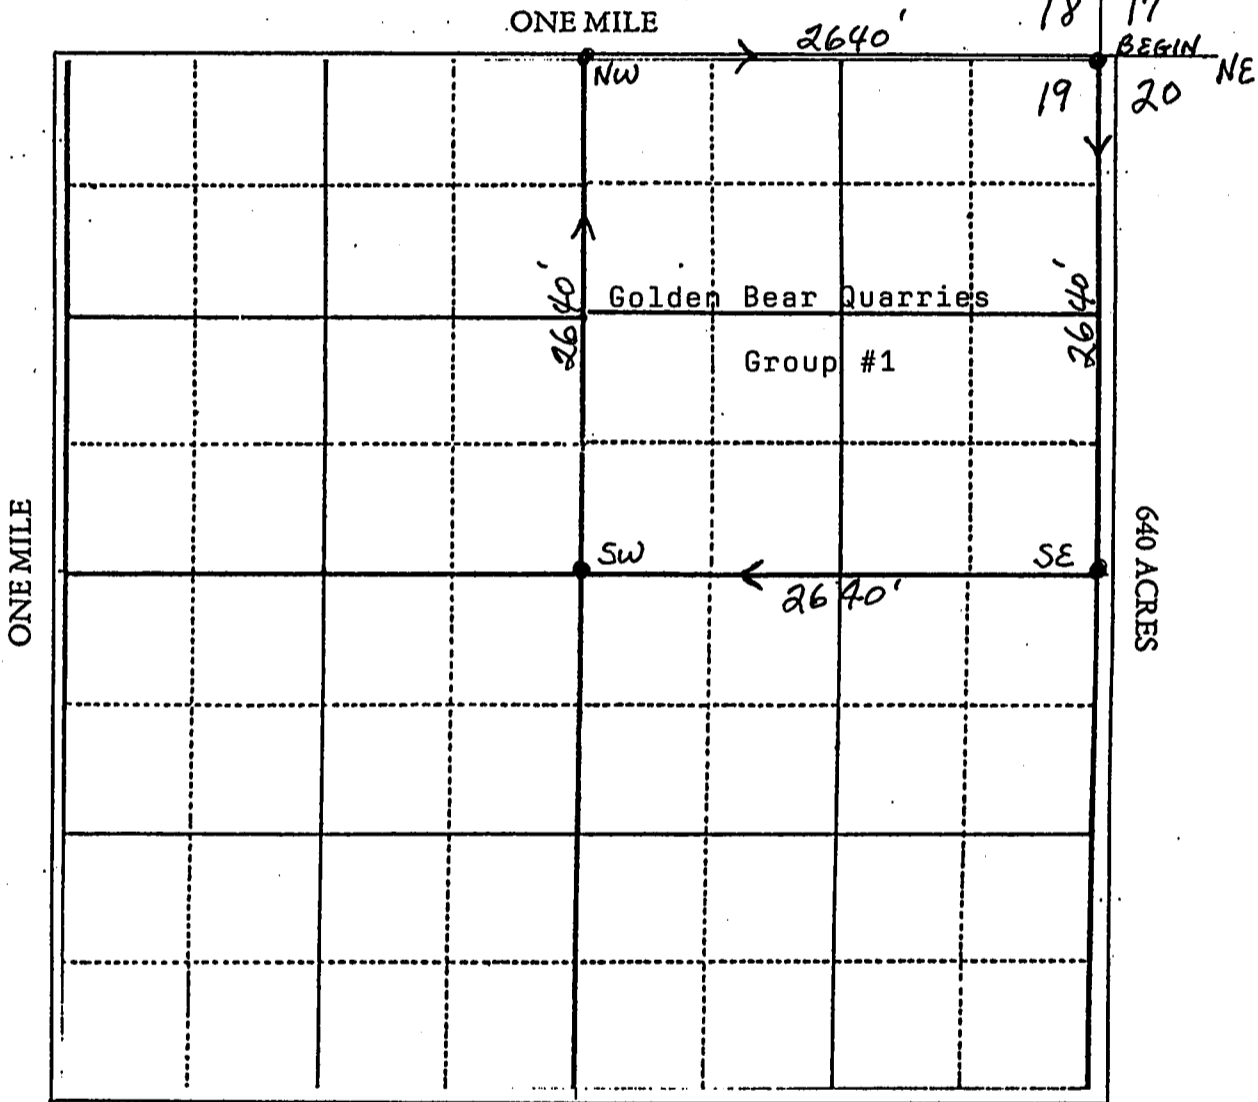 ONE MILE
2640'
18 17
BEGIN
NE
NW
19 20
2640'
Golden Bear Quarries
2640'
Group #1
ONE MILE
SW
SE
640 ACRES
2640'